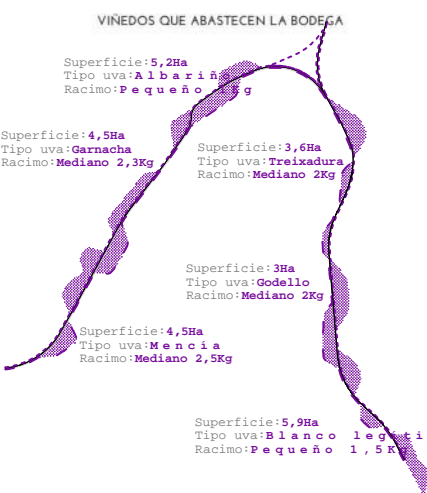 VIÑEDOS QUE ABASTECEN LA BODEGA
Superficie:5,2Ha
Tipo uva:Albariño
Racimo:Pequeño Kg
Superficie:4,5Ha
Tipo uva:Garnacha
Racimo:Mediano 2,3Kg
Superficie:3,6Ha
Tipo uva:Treixadura
Racimo:Mediano 2Kg
Superficie:3Ha
Tipo uva:Godello
Racimo:Mediano 2Kg
Superficie:4,5Ha
Tipo uva:Mencía
Racimo:Mediano 2,5Kg
Superficie:5,9Ha
Tipo uva:Blanco legíti
Racimo:Pequeño 1,5Kg